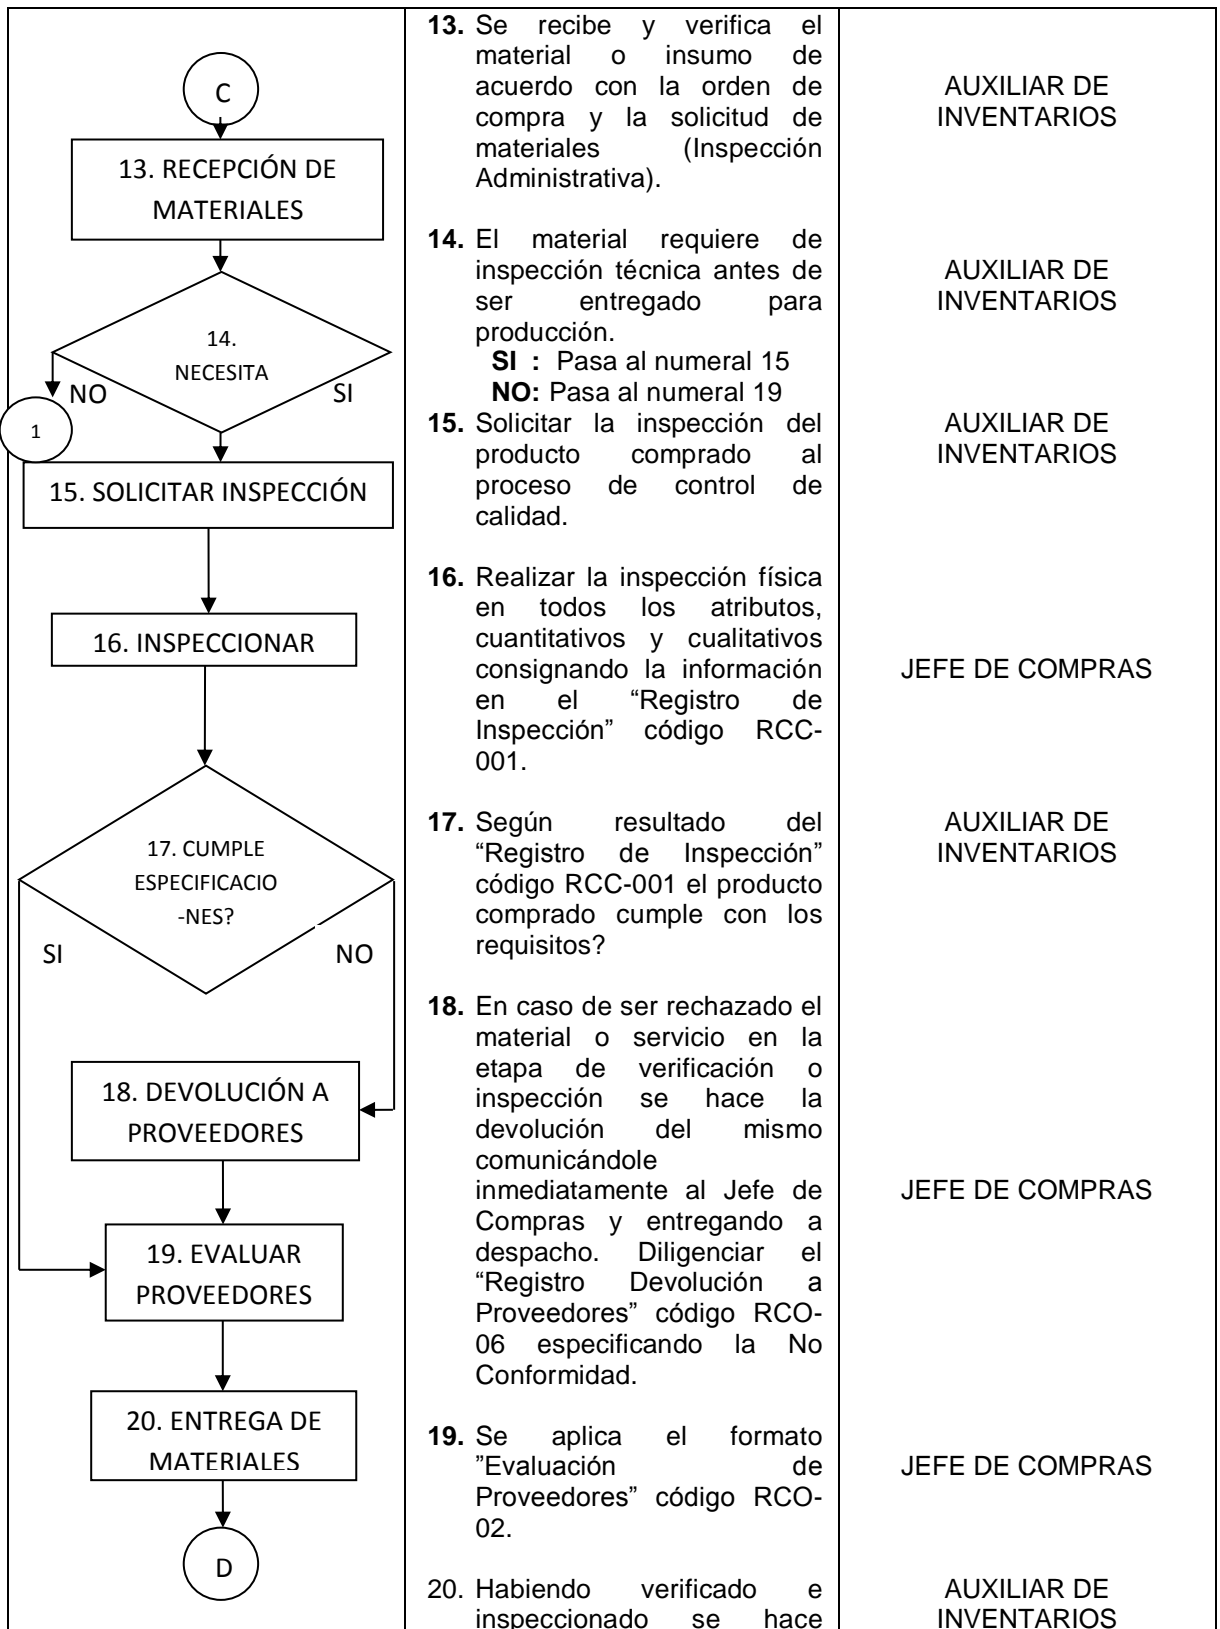 C
13. RECEPCIÓN DE
MATERIALES
14.
NECESITA
NO
SI
1
15. SOLICITAR INSPECCIÓN
16. INSPECCIONAR
17. CUMPLE
ESPECIFICACIO
-NES?
SI
NO
18. DEVOLUCIÓN A
PROVEEDORES
19. EVALUAR
PROVEEDORES
20. ENTREGA DE
MATERIALES
D
13. Se recibe y verifica el
material o insumo de
acuerdo con la orden de
compra y la solicitud de
materiales (Inspección
Administrativa).
14. El material requiere de
inspección técnica antes de
ser entregado para
producción.
SI : Pasa al numeral 15
NO: Pasa al numeral 19
15. Solicitar la inspección del
producto comprado al
proceso de control de
calidad.
16. Realizar la inspección física
en todos los atributos,
cuantitativos y cualitativos
consignando la información
en el “Registro de
Inspección” código RCC-
001.
17. Según resultado del
“Registro de Inspección”
código RCC-001 el producto
comprado cumple con los
requisitos?
18. En caso de ser rechazado el
material o servicio en la
etapa de verificación o
inspección se hace la
devolución del mismo
comunicándole
inmediatamente al Jefe de
Compras y entregando a
despacho. Diligenciar el
“Registro Devolución a
Proveedores” código RCO-
06 especificando la No
Conformidad.
19. Se aplica el formato
”Evaluación de
Proveedores” código RCO-
02.
20. Habiendo verificado e
inspeccionado se hace
AUXILIAR DE
INVENTARIOS
AUXILIAR DE
INVENTARIOS
AUXILIAR DE
INVENTARIOS
JEFE DE COMPRAS
AUXILIAR DE
INVENTARIOS
JEFE DE COMPRAS
JEFE DE COMPRAS
AUXILIAR DE
INVENTARIOS